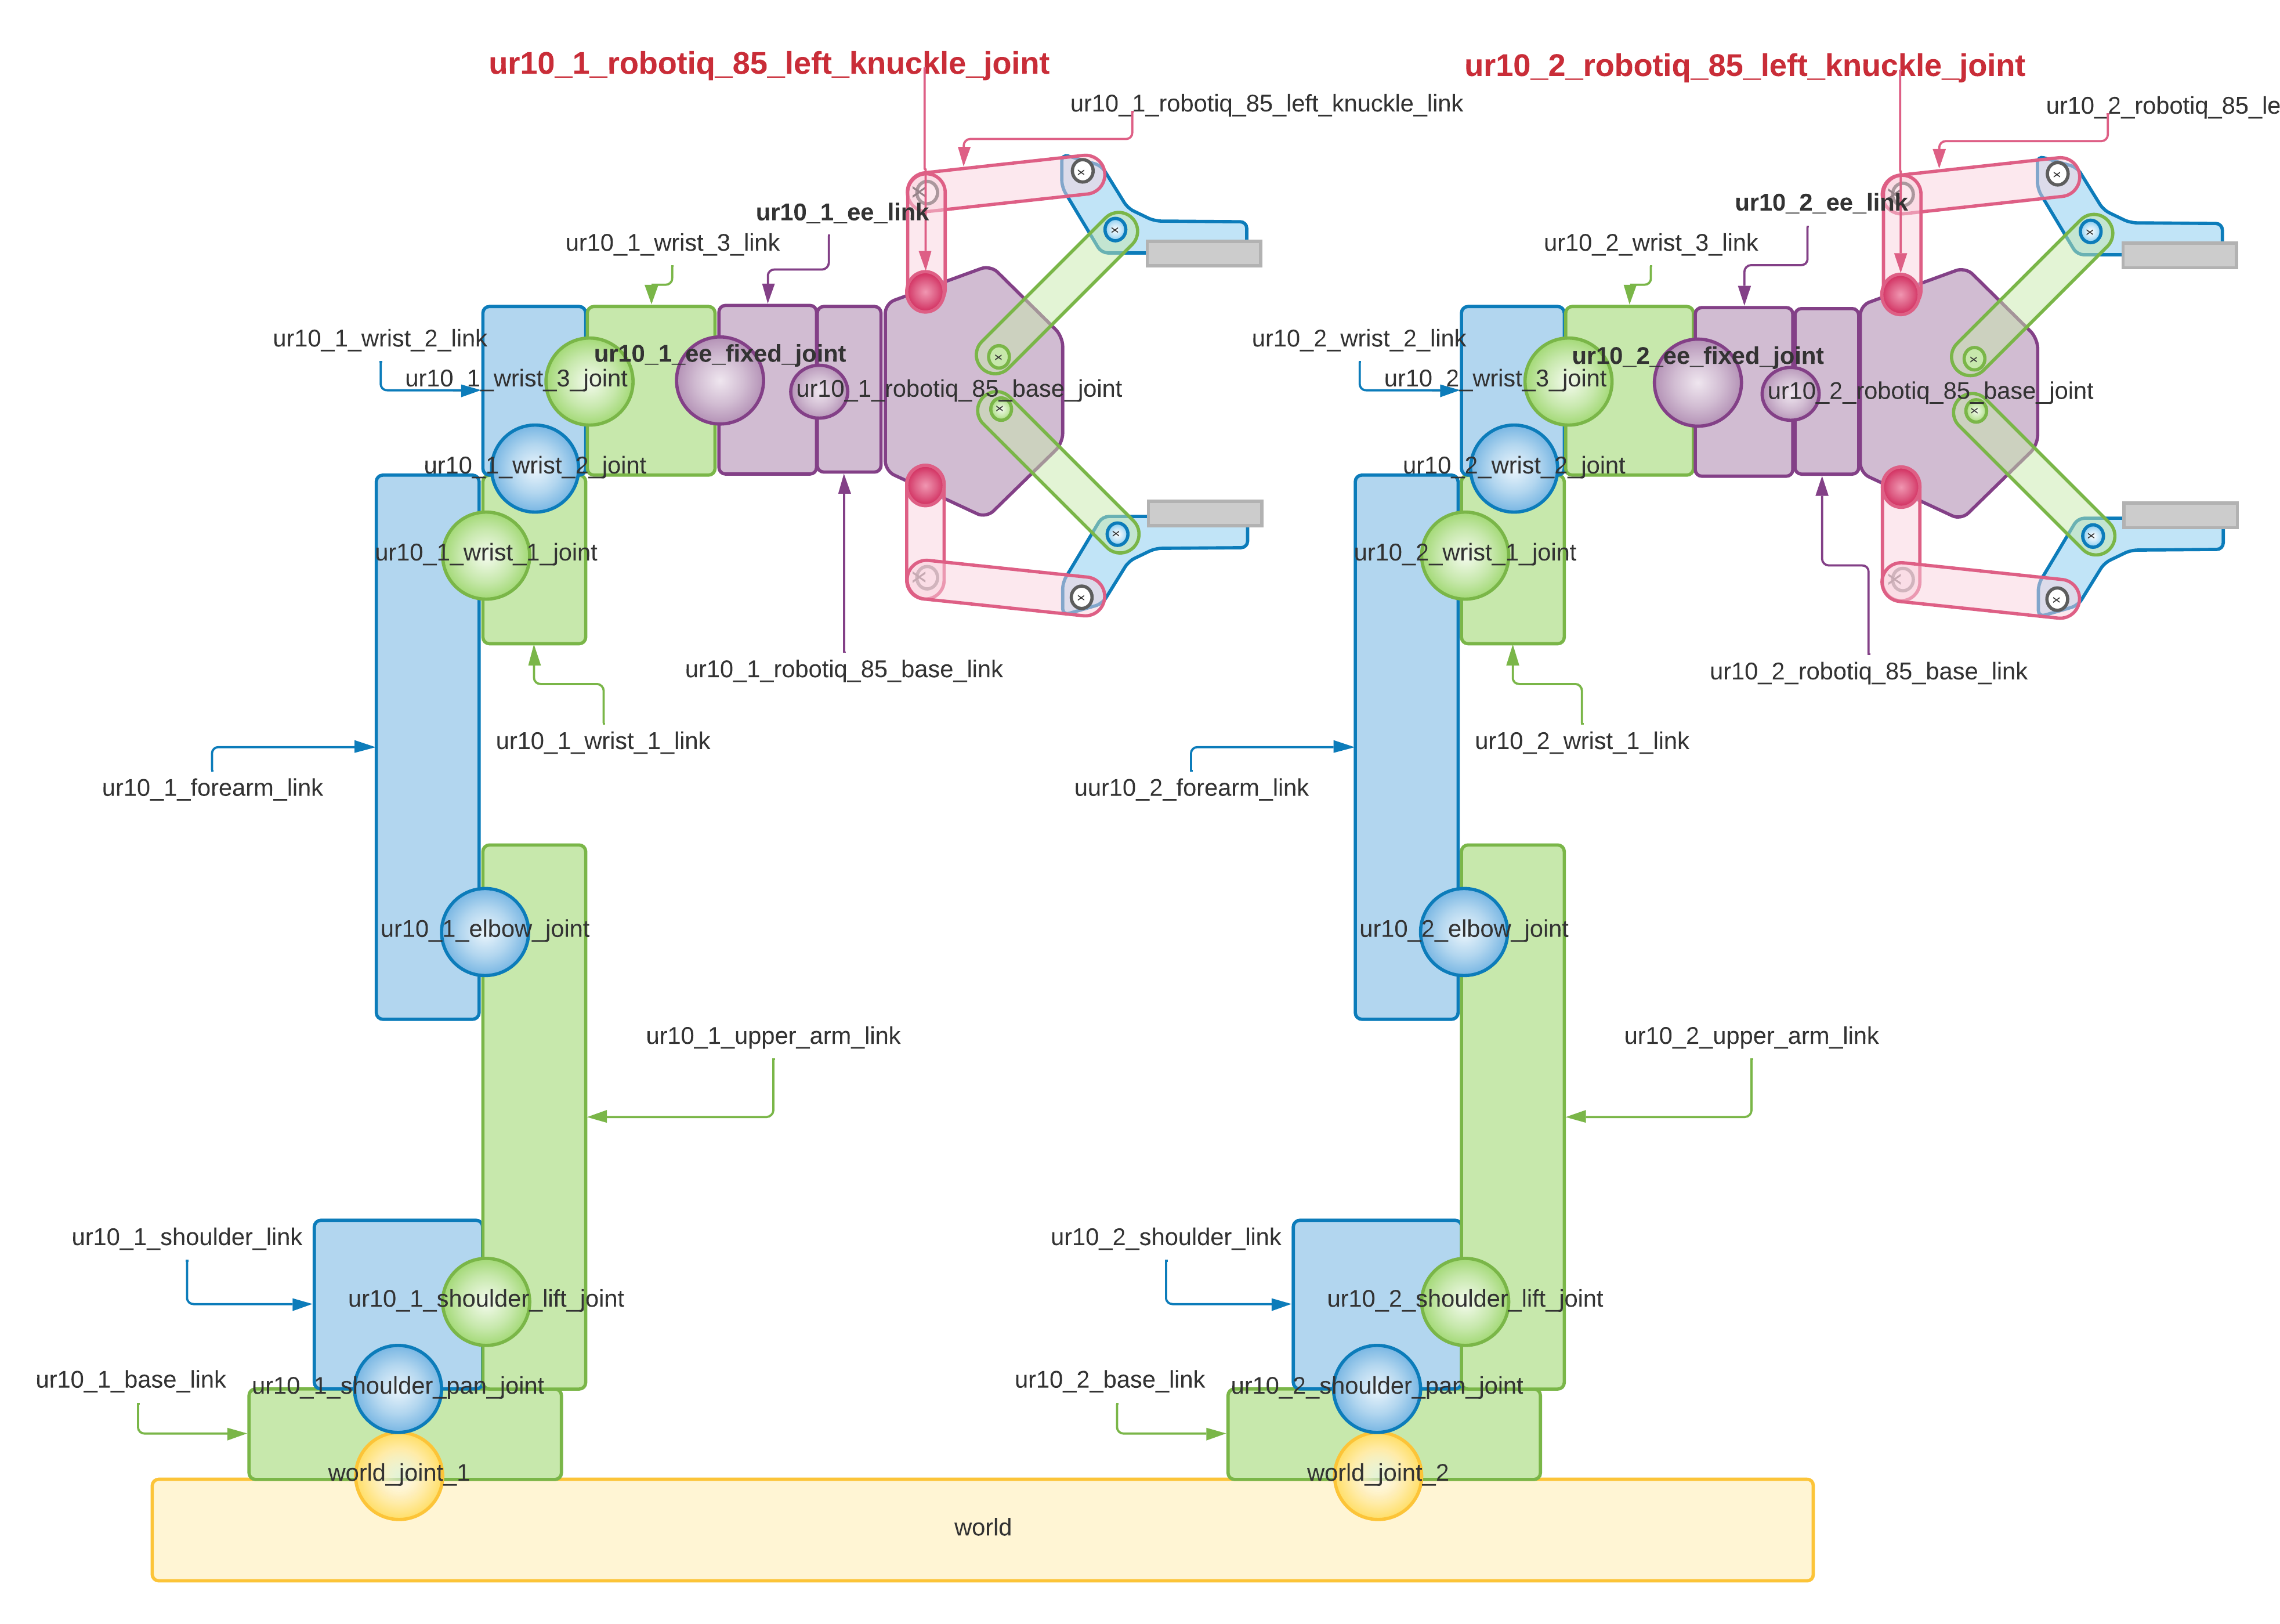 ur10_1_robotiq_85_left_knuckle_joint
ur10_1_robotiq_85_left_knuckle_link
ur10_1_ee_link
ur10_1_wrist_3_link
ur10_1_wrist_2_link
ur10_1_ee_fixed_joint
ur10_1_wrist_3_joint
ur10_1_robotiq_85_base_joint
ur10_1_wrist_2_joint
ur10_1_wrist_1_joint
ur10_1_robotiq_85_base_link
ur10_1_wrist_1_link
ur10_1_forearm_link
ur10_1_elbow_joint
ur10_1_upper_arm_link
ur10_1_shoulder_link
ur10_1_shoulder_lift_joint
ur10_1_base_link
ur10_1_shoulder_pan_joint
world_joint_1
ur10_2_robotiq_85_left_knuckle_joint
ur10_2_robotiq_85_le
ur10_2_ee_link
ur10_2_wrist_3_link
ur10_2_wrist_2_link
ur10_2_ee_fixed_joint
ur10_2_wrist_3_joint
ur10_2_robotiq_85_base_joint
ur10_2_wrist_2_joint
ur10_2_wrist_1_joint
ur10_2_robotiq_85_base_link
ur10_2_wrist_1_link
uur10_2_forearm_link
ur10_2_elbow_joint
ur10_2_upper_arm_link
ur10_2_shoulder_link
ur10_2_shoulder_lift_joint
ur10_2_base_link
ur10_2_shoulder_pan_joint
world_joint_2
world